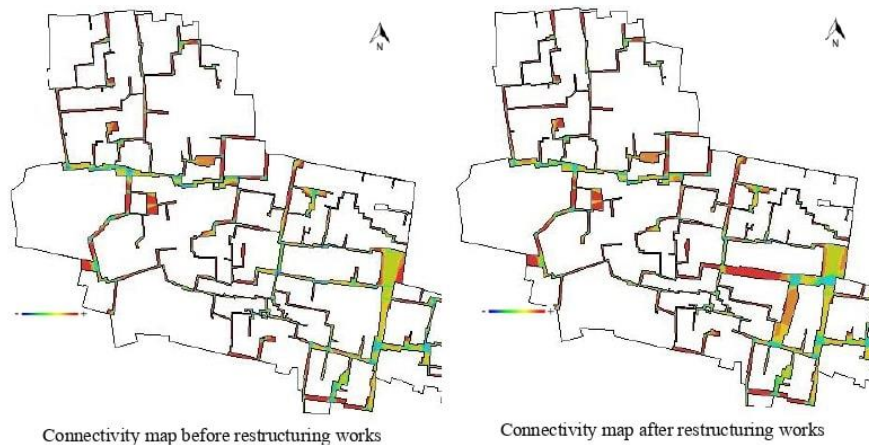 N
N
- +
- +
Connectivity map before restructuring works
Connectivity map after restructuring works